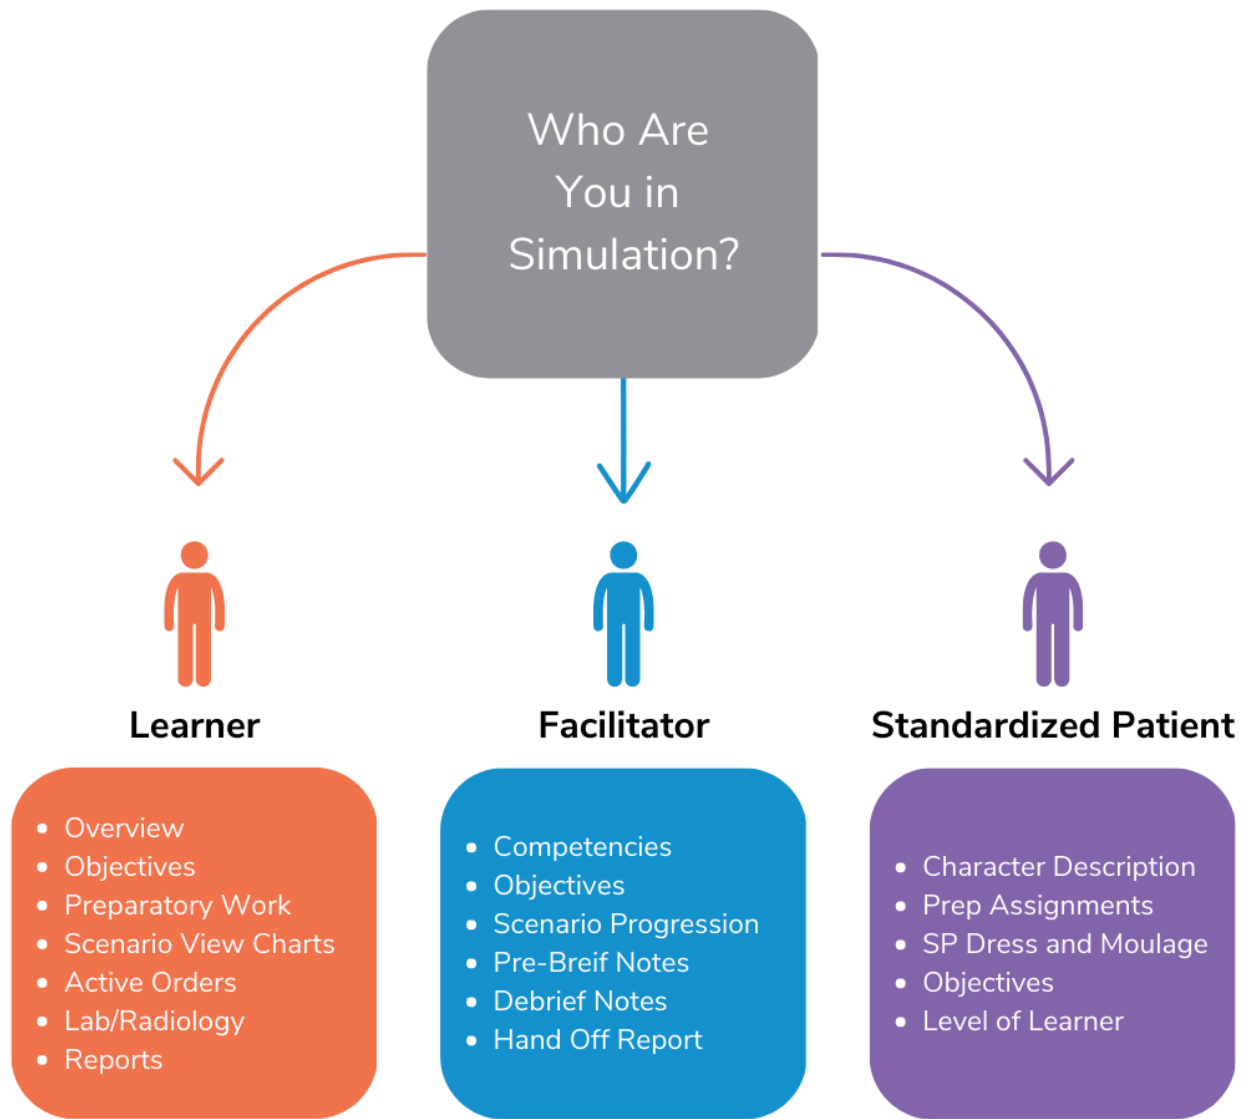 Who Are
You in
Simulation?
Learner
• Overview
• Objectives
• Preparatory Work
• Scenario View Charts
• Active Orders
• Lab/Radiology
• Reports
Facilitator
• Competencies
• Objectives
• Scenario Progression
• Pre-Breif Notes
• Debrief Notes
• Hand Off Report
Standardized Patient
• Character Description
• Prep Assignments
• SP Dress and Moulage
• Objectives
• Level of Learner